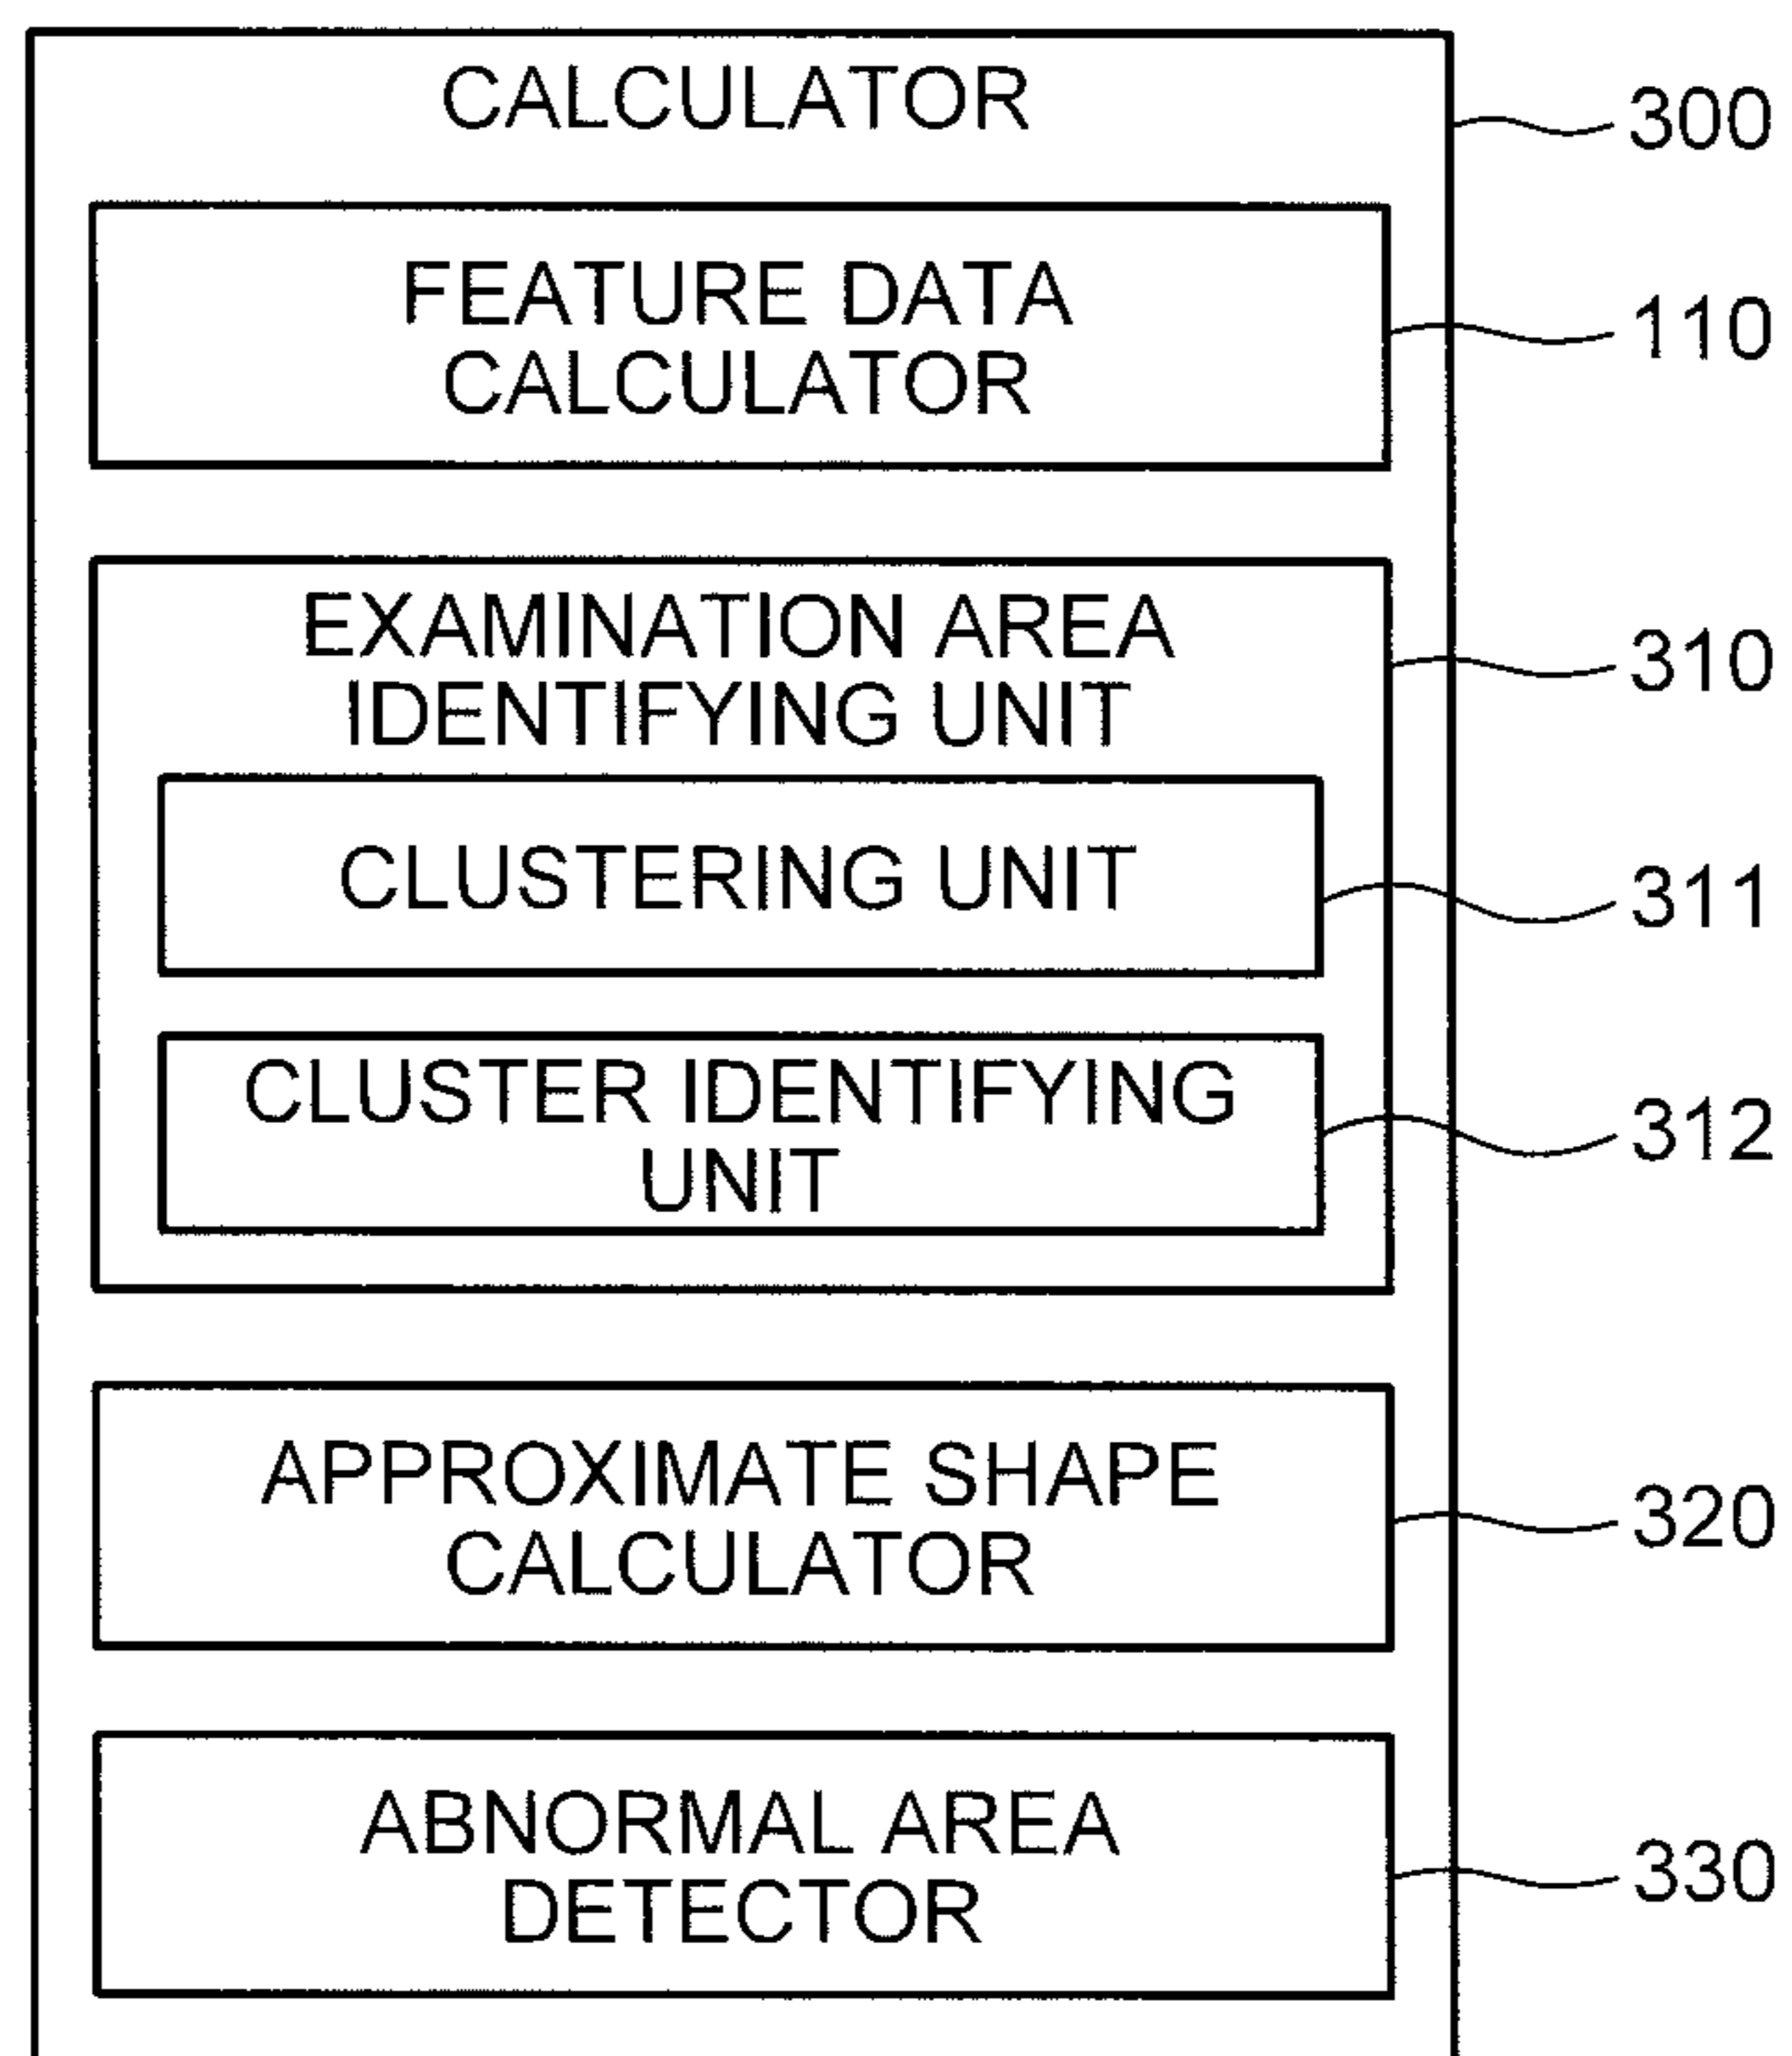 CALCULATOR
300
FEATURE DATA
CALCULATOR
110
EXAMINATION AREA
IDENTIFYING UNIT
310
CLUSTERING UNIT
311
CLUSTER IDENTIFYING
UNIT
312
APPROXIMATE SHAPE
CALCULATOR
320
ABNORMAL AREA
DETECTOR
330